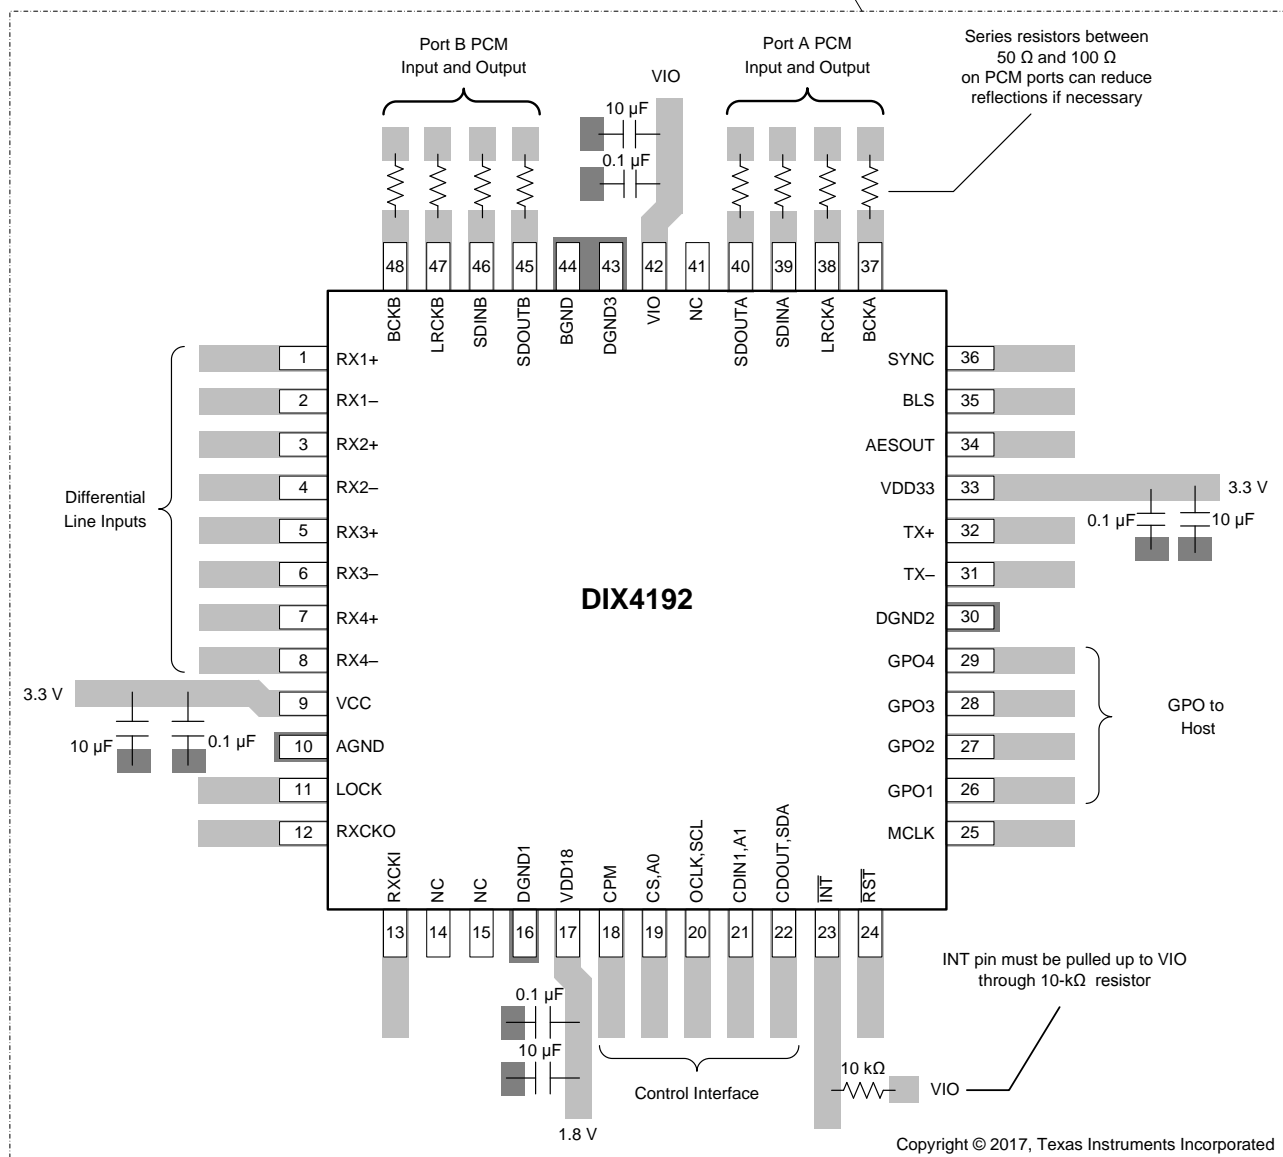 Port B PCM
Input and Output
VIO
Port A PCM
Input and Output
Series resistors between
50 Ω and 100 Ω
on PCM ports can reduce
reflections if necessary
10 µF
0.1 µF
48
47
46
45
44
43
42
41
40
39
38
37
BCKB
LRCKB
SDINB
SDOUTB
BGND
DGND3
VIO
NC
SDOUTA
SDINA
LRCKA
BCKA
Differential
Line Inputs
1 RX1+
2 RX1–
3 RX2+
4 RX2–
5 RX3+
6 RX3–
7 RX4+
8 RX4–
3.3 V
9 VCC
10 µF
0.1 µF
10 AGND
11 LOCK
12 RXCKO
DIX4192
SYNC 36
BLS 35
AESOUT 34
VDD33 33
3.3 V
0.1 µF
10 µF
TX+ 32
TX– 31
DGND2 30
GPO4 29
GPO3 28
GPO2 27
GPO1 26
GPO to
Host
MCLK 25
RXCKI
NC
NC
DGND1
VDD18
CPM
CS,A0
OCLK,SCL
CDIN1,A1
CDOUT,SDA
INT
RST
13
14
15
16
17
18
19
20
21
22
23
24
0.1 µF
10 µF
1.8 V
Control Interface
INT pin must be pulled up to VIO
through 10-kΩ resistor
10 kΩ
VIO
Copyright © 2017, Texas Instruments Incorporated